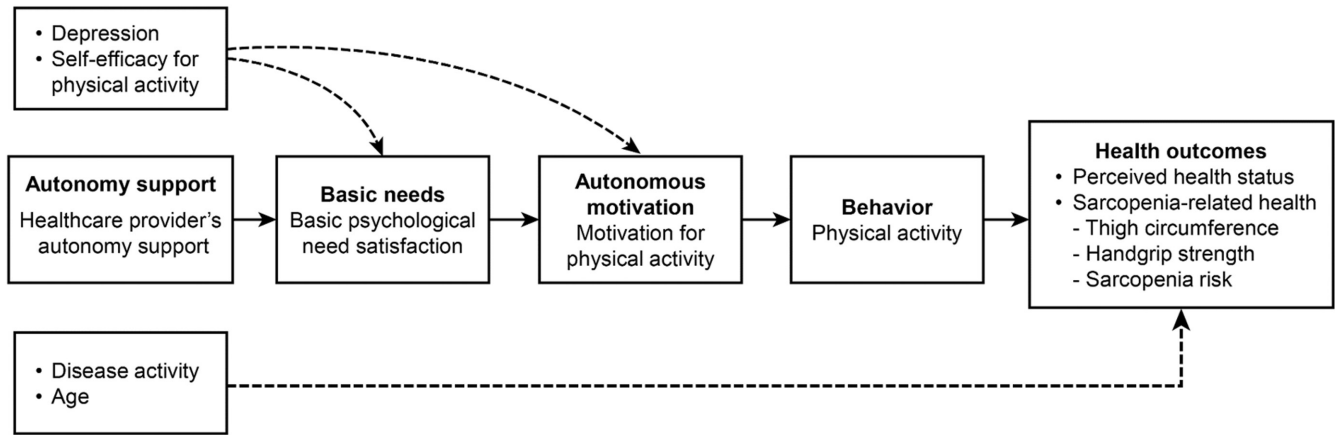 • Depression
• Self-efficacy for
physical activity
Autonomy support
Healthcare provider's
autonomy support
Basic needs
Basic psychological
need satisfaction
Autonomous
motivation
Motivation for
physical activity
Behavior
Physical activity
Health outcomes
• Perceived health status
• Sarcopenia-related health
- Thigh circumference
- Handgrip strength
- Sarcopenia risk
• Disease activity
• Age